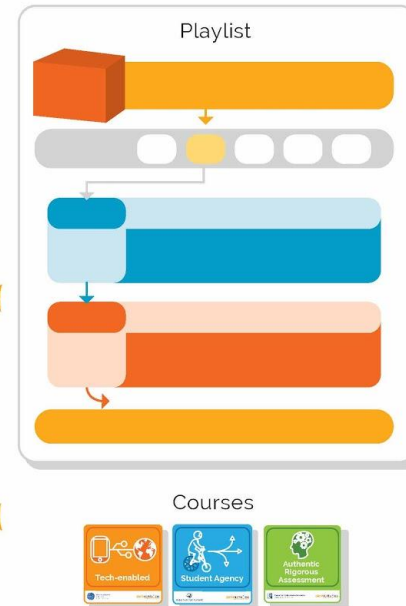 Playlist
Courses
Tech-enabled
Student Agency
Authentic
Rigorous
Assessment